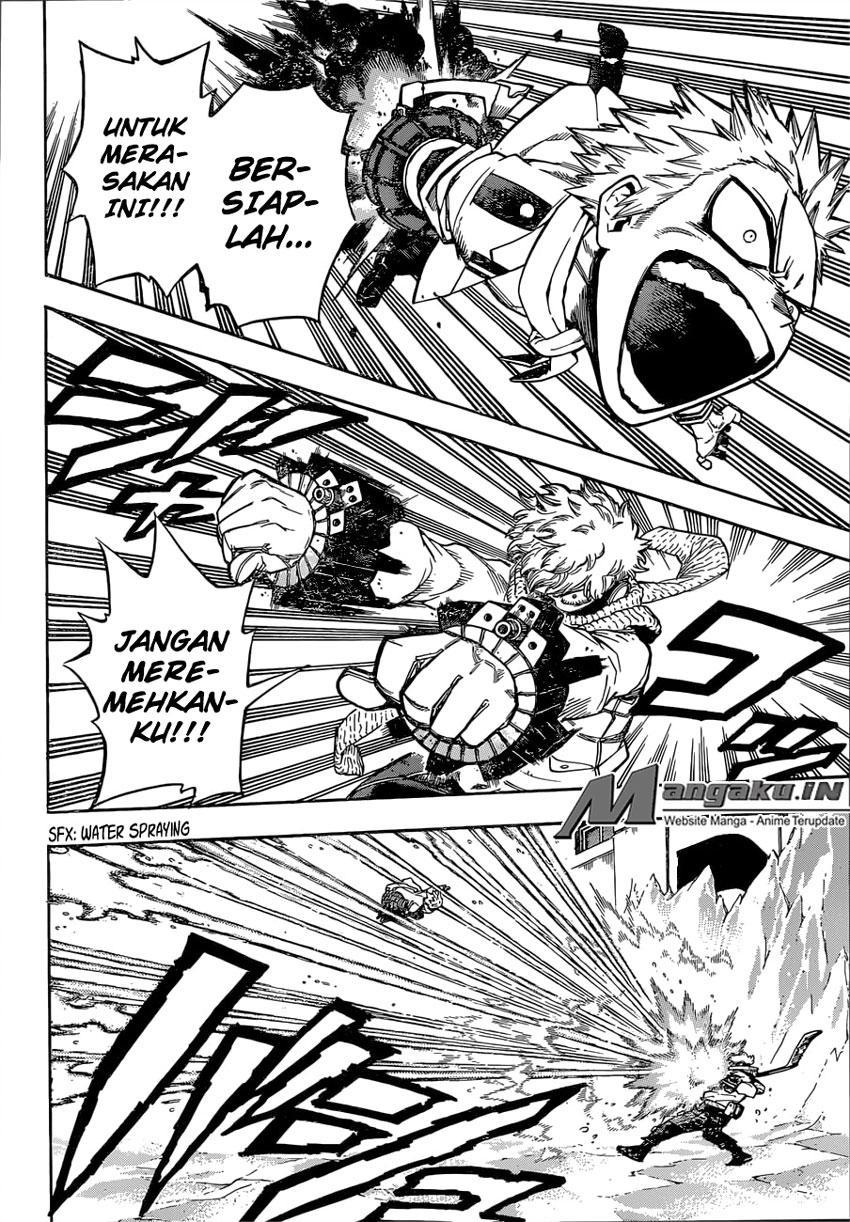 BER-
SIAP-
LAH...
UNTUK
MERA-
SAKAN
INI!!!
JANGAN
MERE-
MEHKAN-
KU!!!
Mangaku.IN
Website Manga - Anime Terupdate
SFX: WATER SPRAYING